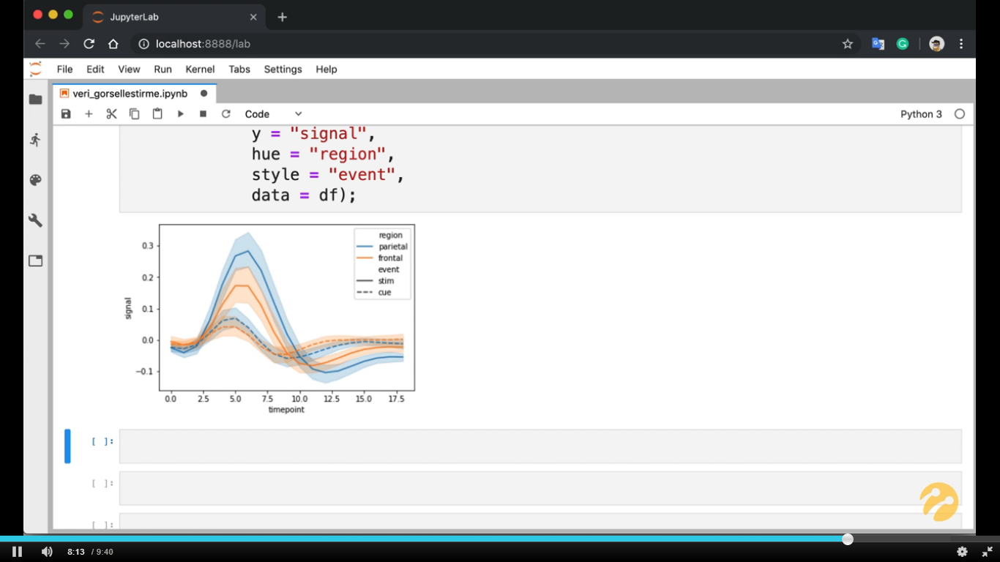 JupyterLab
localhost:8888/lab
File Edit View Run Kernel Tabs Settings Help
veri_gorsellestirme.ipynb
Code
Python 3
y = "signal",
hue = "region",
style = "event",
data = df);
region
parietal
frontal
event
stim
cue
0.3
0.2
0.1
0.0
−0.1
signal
0.0 2.5 5.0 7.5 10.0 12.5 15.0 17.5
timepoint
[ ]:
[ ]:
[ ]:
8:13 / 9:40